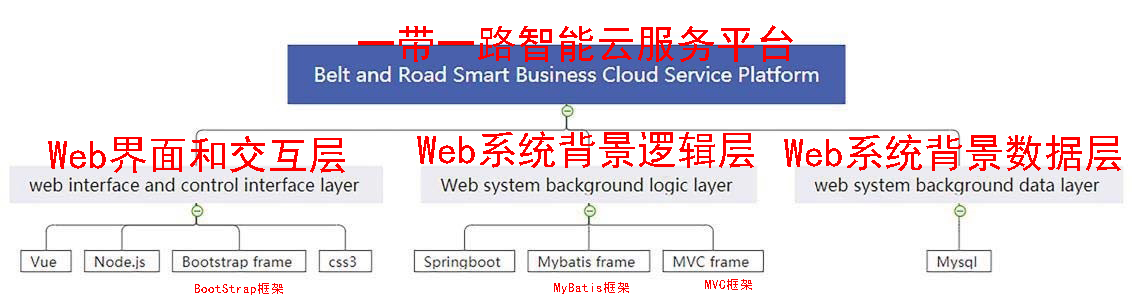 一带一路智能云服务平台
Belt and Road Smart Business Cloud Service Platform
Web界面和交互层
web interface and control interface layer
Web系统背景逻辑层
Web system background logic layer
Web系统背景数据层
web system background data layer
Vue
Node.js
Bootstrap frame
css3
BootStrap框架
Springboot
Mybatis frame
MVC frame
MyBatis框架
MVC框架
Mysql